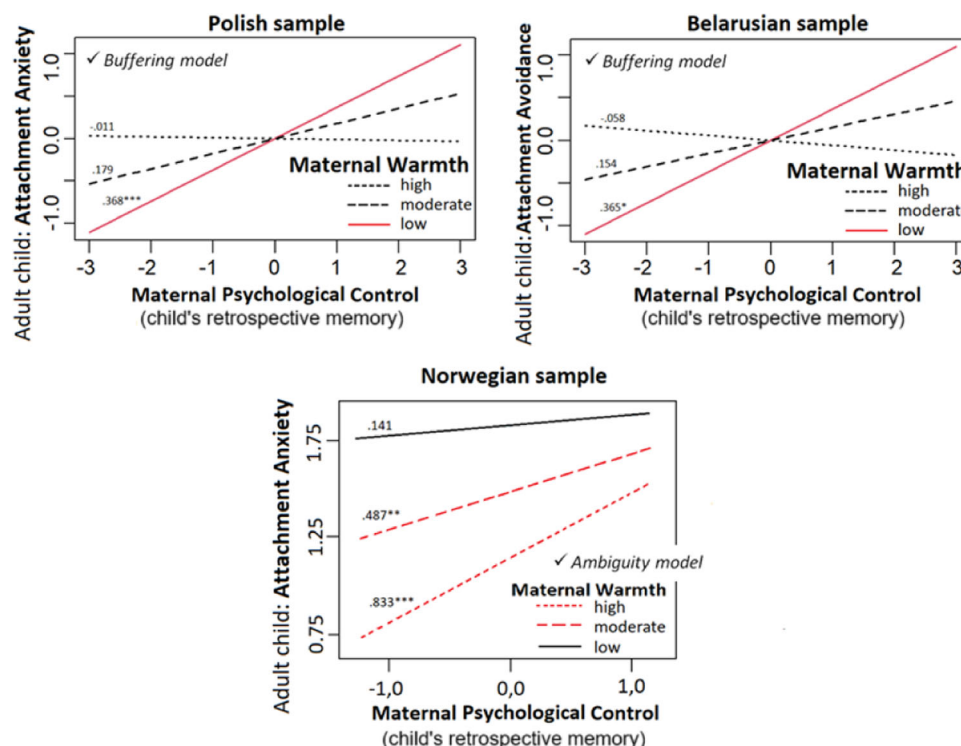 Polish sample
Adult child: Attachment Anxiety
1.0
0.0
-1.0
✓ Buffering model
-.011
.179
.368***
Maternal Warmth
high
moderate
low
-3 -2 -1 0 1 2 3
Maternal Psychological Control
(child's retrospective memory)
Belarusian sample
Adult child: Attachment Avoidance
1.0
0.0
-1.0
✓ Buffering model
-.058
.154
.365*
Maternal Warmth
high
moderate
low
-3 -2 -1 0 1 2 3
Maternal Psychological Control
(child's retrospective memory)
Norwegian sample
Adult child: Attachment Anxiety
1.75
1.25
0.75
.141
.487**
.833***
✓ Ambiguity model
Maternal Warmth
high
moderate
low
-1,0 0,0 1,0
Maternal Psychological Control
(child's retrospective memory)